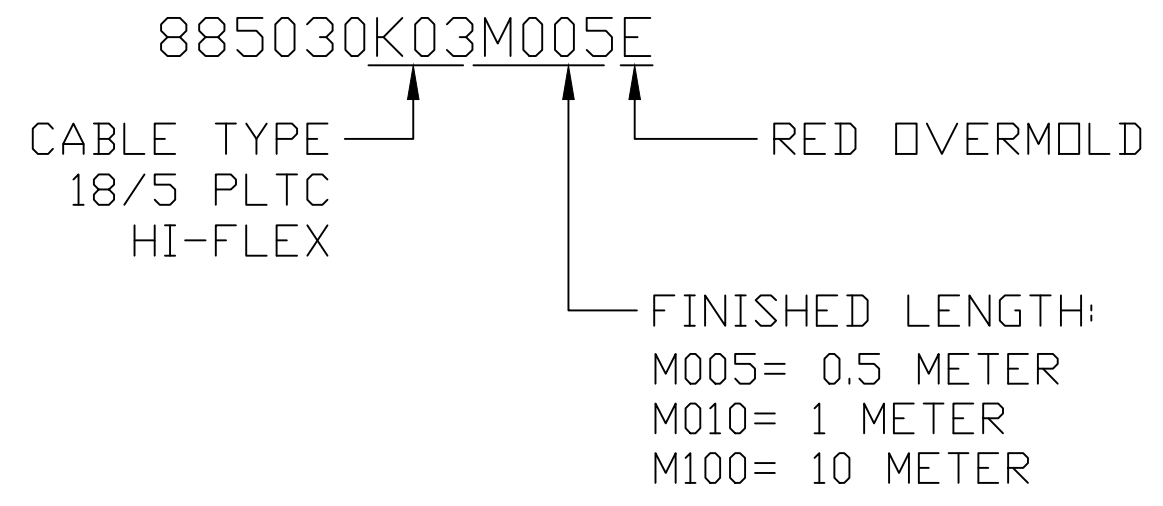 885030K03M005E
CABLE TYPE
18/5 PLTC
HI-FLEX
RED OVERMOLD
FINISHED LENGTH:
M005= 0.5 METER
M010= 1 METER
M100= 10 METER